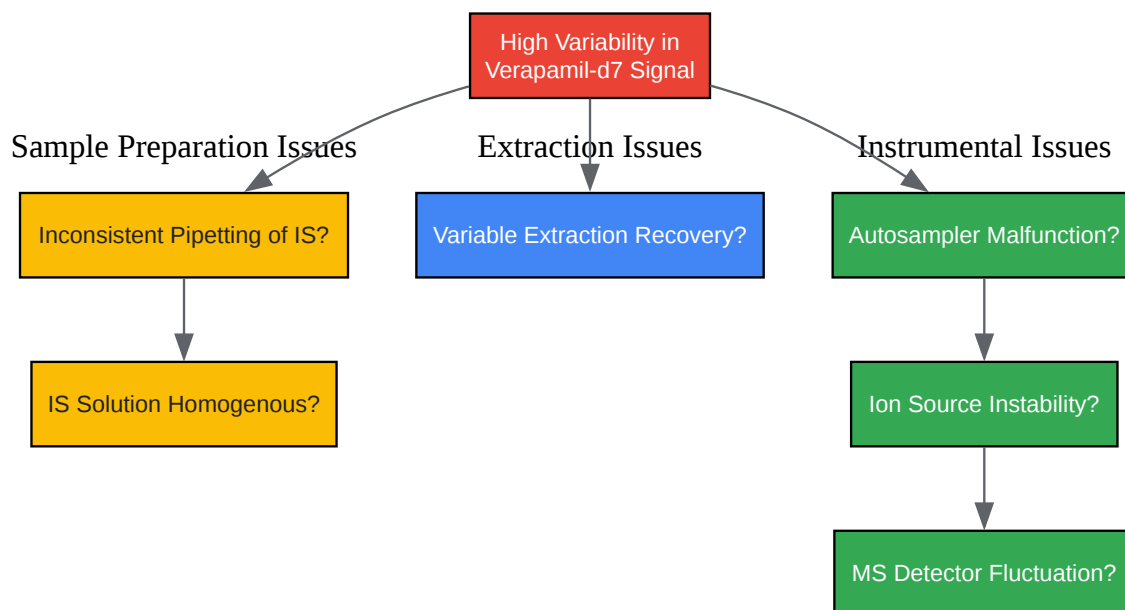 High Variability in
Verapamil-d7 Signal
Sample Preparation Issues
Extraction Issues
Instrumental Issues
Inconsistent Pipetting of IS?
Variable Extraction Recovery?
Autosampler Malfunction?
IS Solution Homogenous?
Ion Source Instability?
MS Detector Fluctuation?